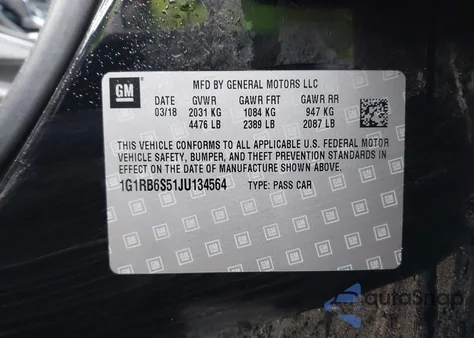 GM
MFD BY GENERAL MOTORS LLC
DATE GVWR GAWR FRT GAWR RR
03/18 2031 KG 1084 KG 947 KG
4476 LB 2389 LB 2087 LB
THIS VEHICLE CONFORMS TO ALL APPLICABLE U.S. FEDERAL MOTOR
VEHICLE SAFETY, BUMPER, AND THEFT PREVENTION STANDARDS IN
EFFECT ON THE DATE OF MANUFACTURE SHOWN ABOVE.
1G1RB6S51JU134564 TYPE: PASS CAR
autosnap